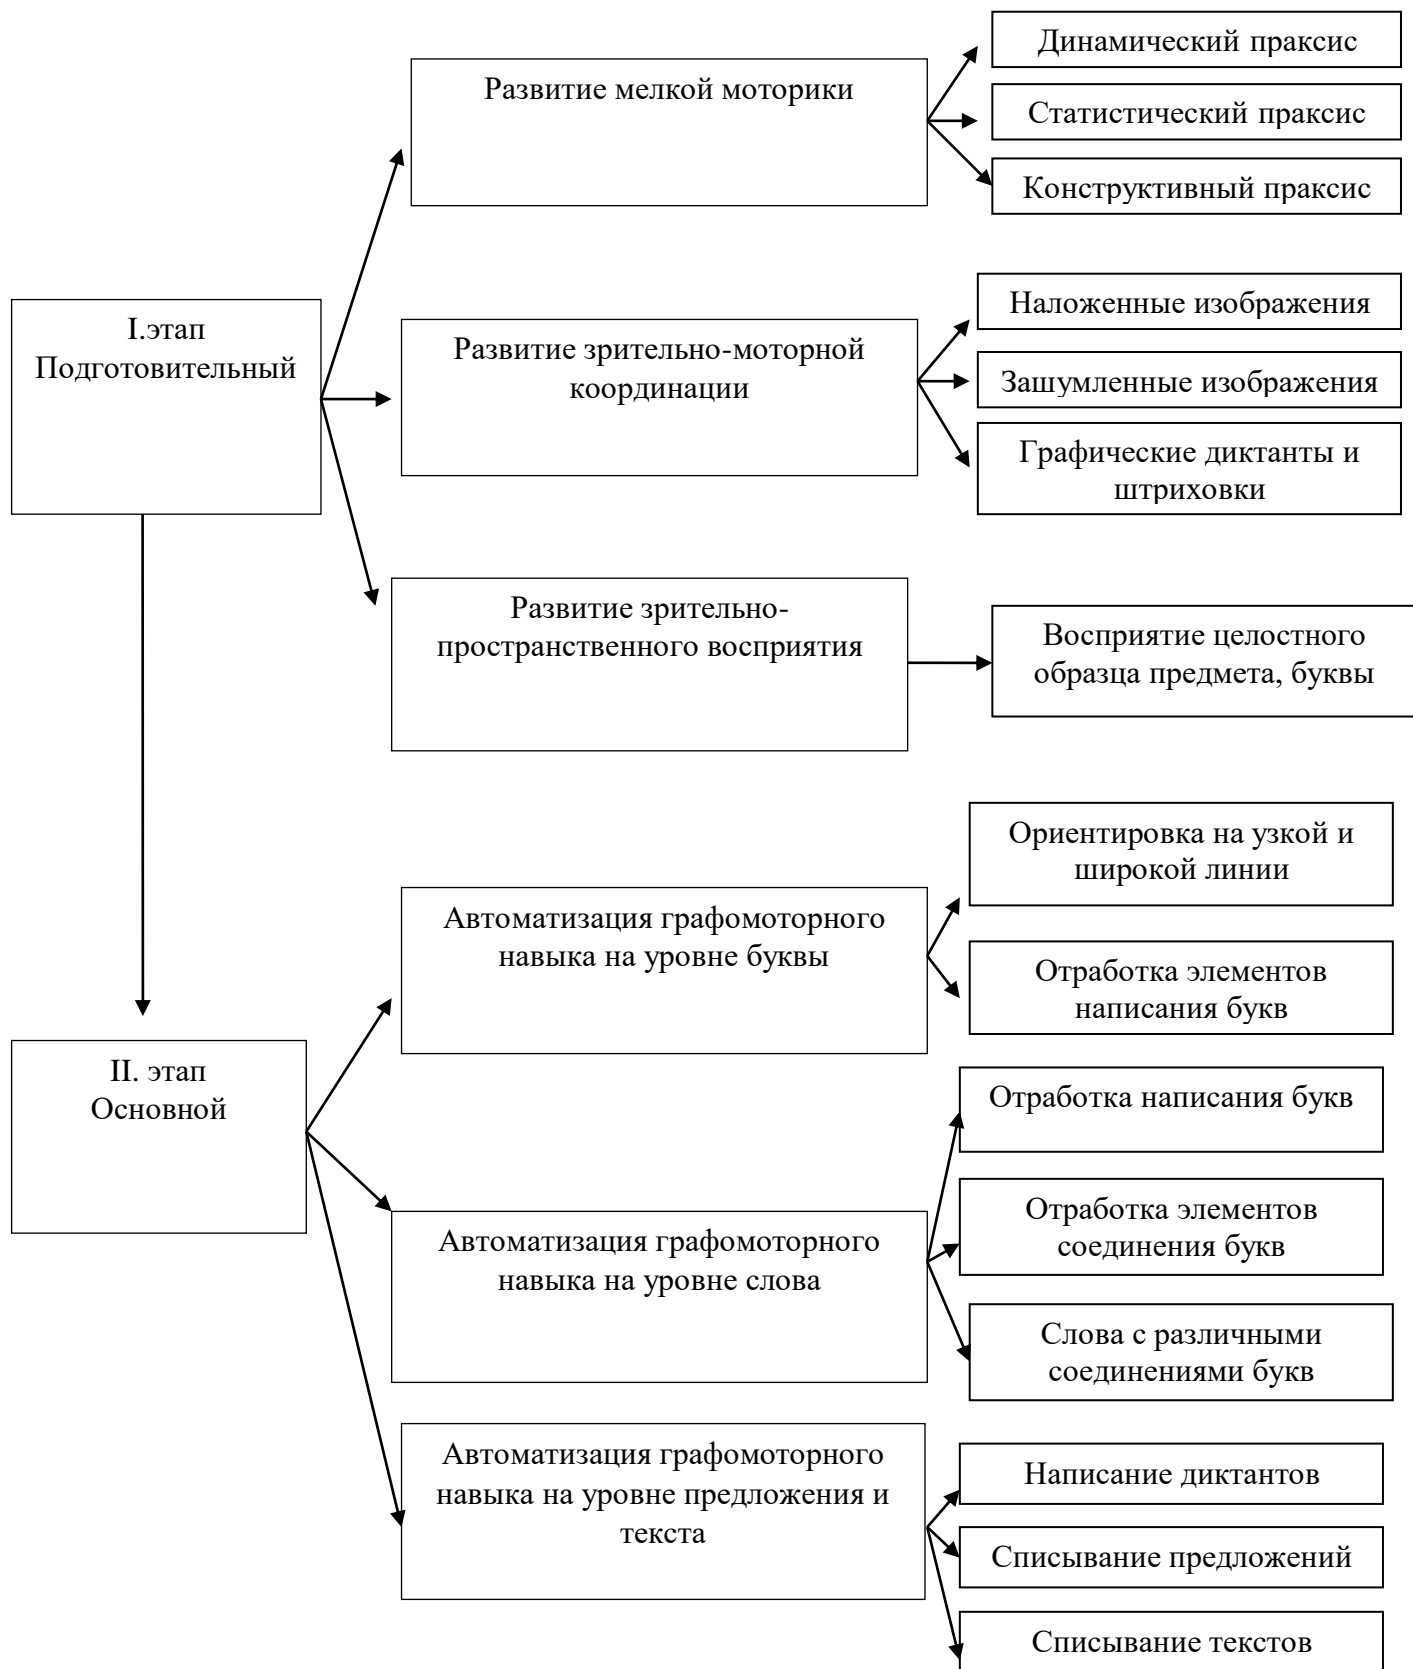 Динамический праксис
Развитие мелкой моторики
Статистический праксис
Конструктивный праксис
I.этап
Подготовительный
Развитие зрительно-моторной
координации
Наложенные изображения
Зашумленные изображения
Графические диктанты и
штриховки
Развитие зрительно-
пространственного восприятия
Восприятие целостного
образца предмета, буквы
Автоматизация графомоторного
навыка на уровне буквы
Ориентировка на узкой и
широкой линии
Отработка элементов
написания букв
II. этап
Основной
Автоматизация графомоторного
навыка на уровне слова
Отработка написания букв
Отработка элементов
соединения букв
Слова с различными
соединениями букв
Автоматизация графомоторного
навыка на уровне предложения и
текста
Написание диктантов
Списывание предложений
Списывание текстов